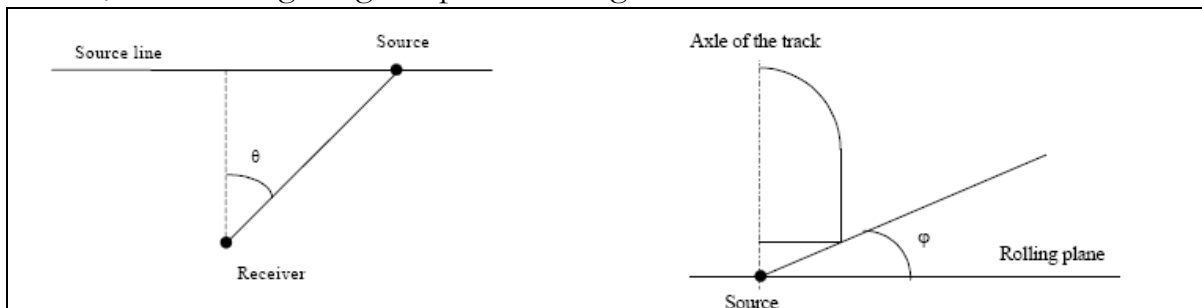 Source line
Source
θ
Receiver
Axle of the track
φ
Rolling plane
Source